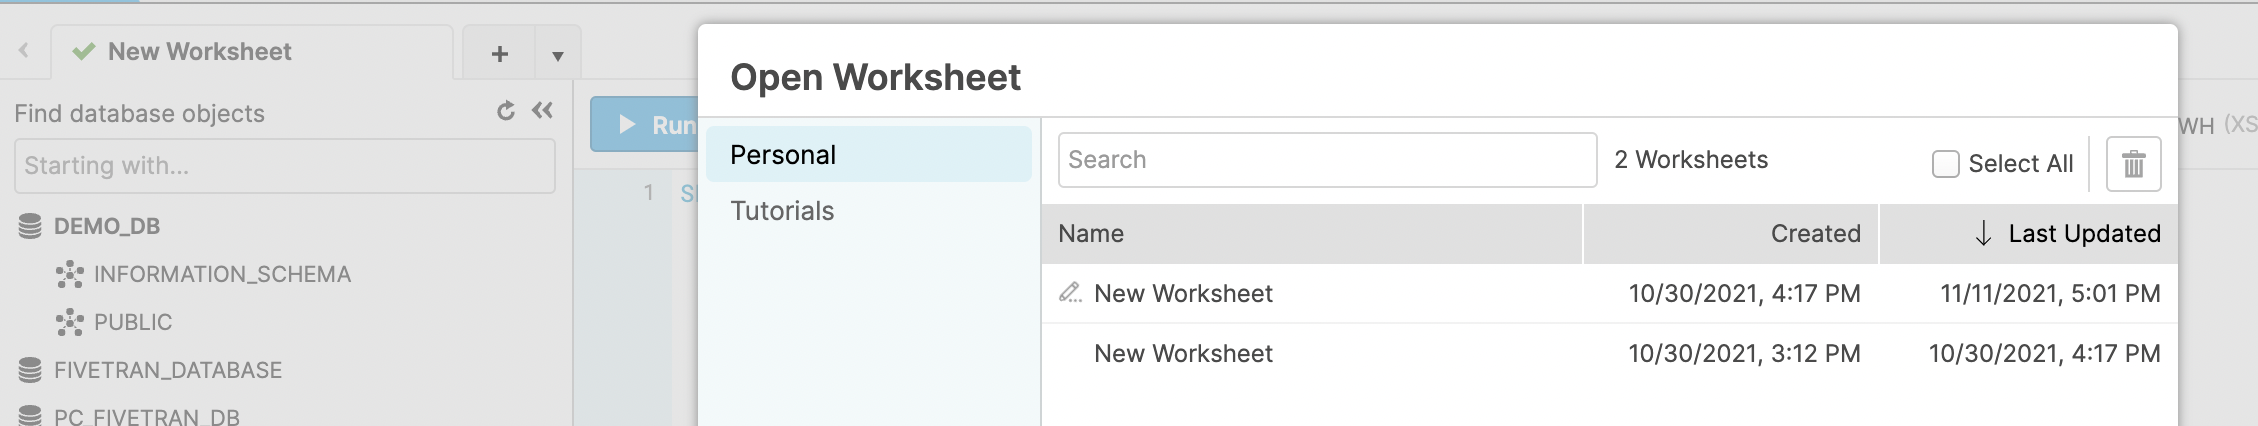 New Worksheet
Find database objects
Starting with...
DEMO_DB
INFORMATION_SCHEMA
PUBLIC
FIVETRAN_DATABASE
PC_FIVETRAN_DB
Run
1
Open Worksheet
Personal
Tutorials
Search
2 Worksheets
Select All
Name Created Last Updated
New Worksheet 10/30/2021, 4:17 PM 11/11/2021, 5:01 PM
New Worksheet 10/30/2021, 3:12 PM 10/30/2021, 4:17 PM
WH (XS